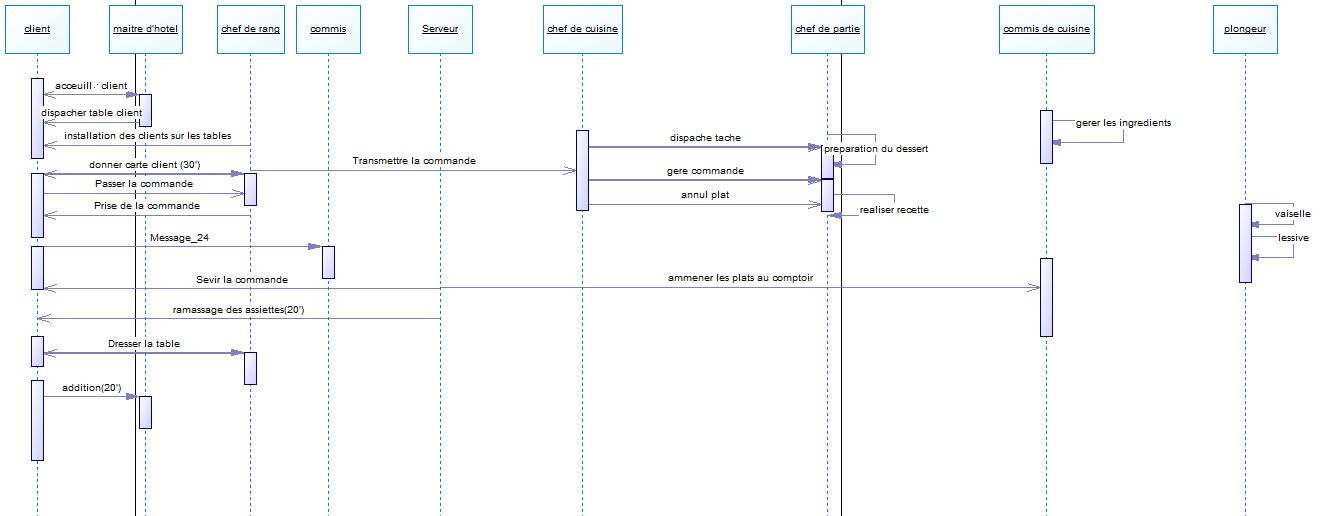 client
maitre d'hotel
chef de rang
commis
Serveur
chef de cuisine
chef de partie
commis de cuisine
plongeur
acceuill client
dispacher table client
gerer les ingredients
installation des clients sur les tables
dispache tache
preparation du dessert
donner carte client (30')
Transmettre la commande
gere commande
Passer la commande
annul plat
Prise de la commande
realiser recette
vaiselle
Message_24
lessive
Sevir la commande
ammener les plats au comptoir
ramassage des assiettes(20')
Dresser la table
addition(20')